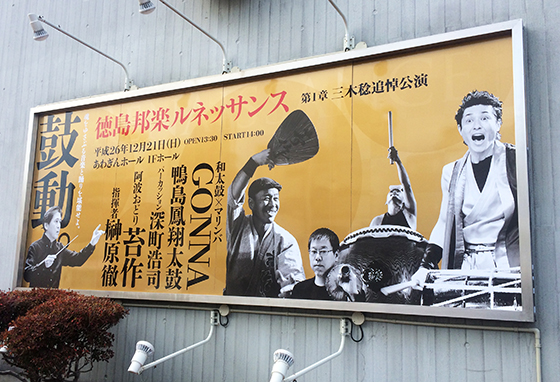 徳島邦楽ルネッサンス
第1章 三木稔追悼公演
平成26年12月21日(日) OPEN13:30 START14:00
あわぎんホール 1Fホール
和太鼓×マリンバ
GONNA
鴨島鳳翔太鼓
パーカッション 深町浩司
阿波おどり 苔作
指揮者 榊原徹
鼓動。